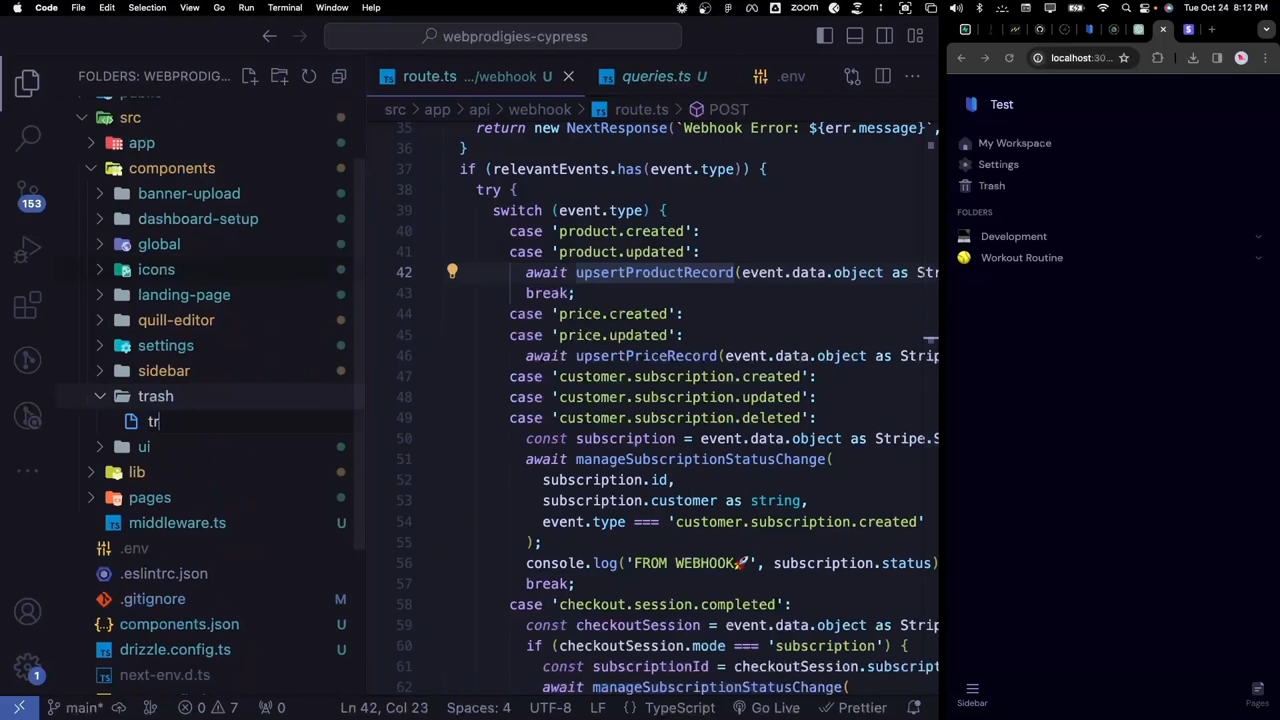 Code File Edit Selection View Go Run Terminal Window Help
zoom
Tue Oct 24 8:12 PM
webprodigies-cypress
localhost:30...
FOLDERS: WEBPRODIG...
route.ts .../webhook U
queries.ts U
.env
src > app > api > webhook > route.ts > POST
src
app
components
banner-upload
dashboard-setup
global
icons
landing-page
quill-editor
settings
sidebar
trash
tr
ui
lib
pages
middleware.ts U
.env
.eslintrc.json
.gitignore M
components.json U
drizzle.config.ts U
next-env.d.ts
153
1
35 return new NextResponse(`Webhook Error: ${err.message}`,
36 }
37 if (relevantEvents.has(event.type)) {
38 try {
39 switch (event.type) {
40 case 'product.created':
41 case 'product.updated':
42 await upsertProductRecord(event.data.object as Str
43 break;
44 case 'price.created':
45 case 'price.updated':
46 await upsertPriceRecord(event.data.object as Strip
47 case 'customer.subscription.created':
48 case 'customer.subscription.updated':
49 case 'customer.subscription.deleted':
50 const subscription = event.data.object as Stripe.S
51 await manageSubscriptionStatusChange(
52 subscription.id,
53 subscription.customer as string,
54 event.type === 'customer.subscription.created'
55 );
56 console.log('FROM WEBHOOK🚀', subscription.status)
57 break;
58 case 'checkout.session.completed':
59 const checkoutSession = event.data.object as Strip
60 if (checkoutSession.mode === 'subscription') {
61 const subscriptionId = checkoutSession.subscript
62 await manageSubscriptionStatusChange(
Test
My Workspace
Settings
Trash
FOLDERS
Development
Workout Routine
Sidebar
Pages
main* 0 7 0 Ln 42, Col 23 Spaces: 4 UTF-8 LF {} TypeScript Go Live Prettier